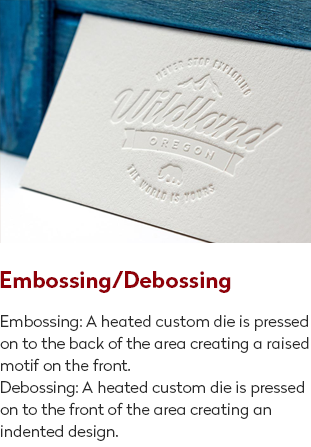 NEVER STOP EXPLORING
Wildland
OREGON
THE WORLD IS YOURS
Embossing/Debossing
Embossing: A heated custom die is pressed
on to the back of the area creating a raised
motif on the front.
Debossing: A heated custom die is pressed
on to the front of the area creating an
indented design.